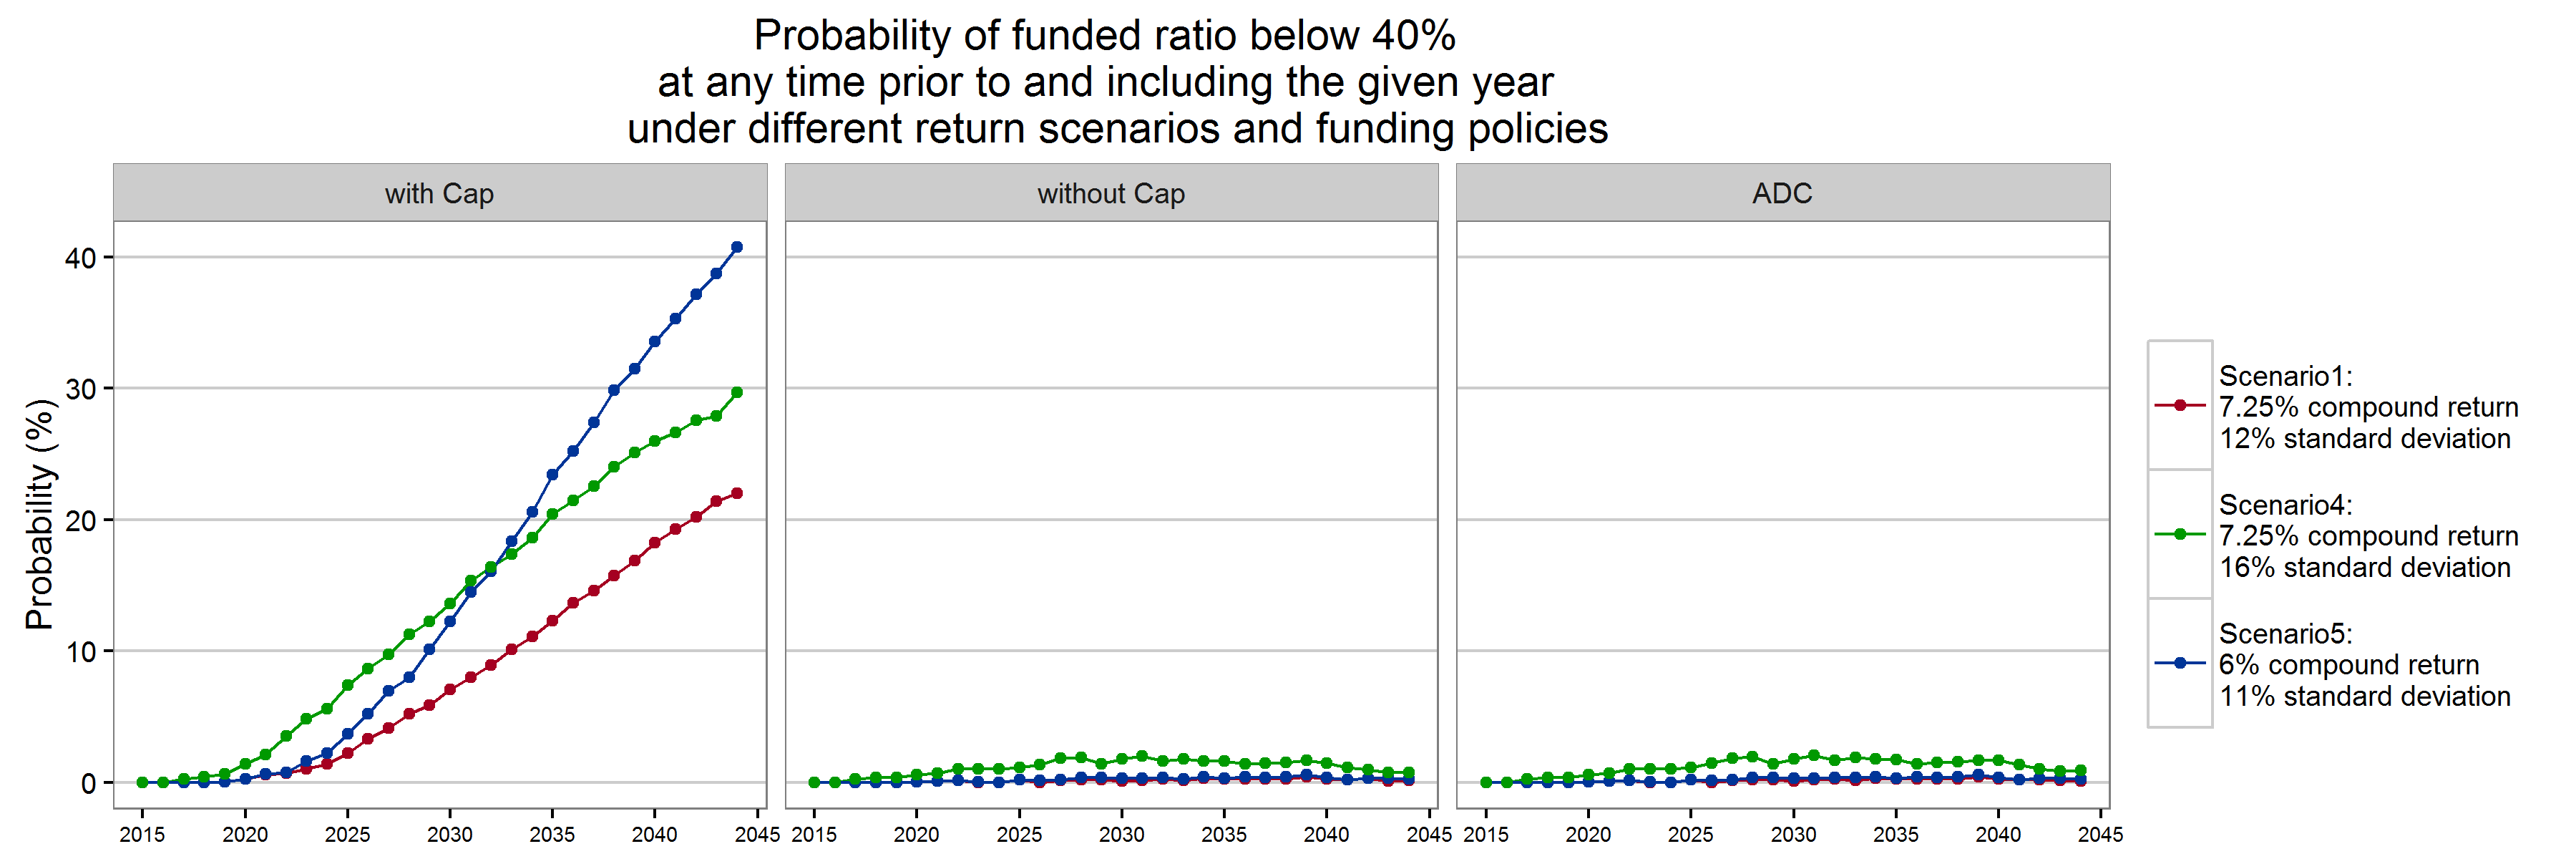 Probability of funded ratio below 40%
at any time prior to and including the given year
under different return scenarios and funding policies
with Cap
without Cap
ADC
Probability (%)
40
30
20
10
0
2015 2020 2025 2030 2035 2040 2045
2015 2020 2025 2030 2035 2040 2045
2015 2020 2025 2030 2035 2040 2045
Scenario1:
7.25% compound return
12% standard deviation
Scenario4:
7.25% compound return
16% standard deviation
Scenario5:
6% compound return
11% standard deviation